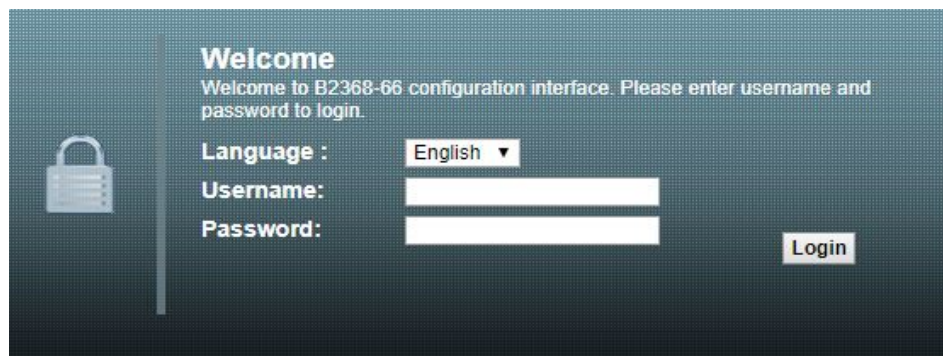 Welcome
Welcome to B2368-66 configuration interface. Please enter username and
password to login.
Language : English ▼
Username:
Password:
Login